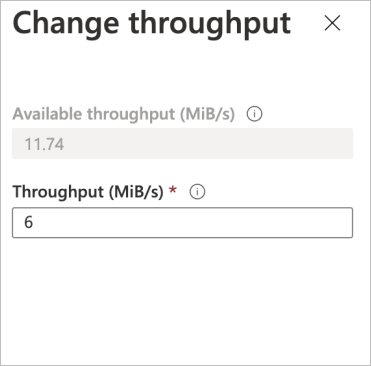 Change throughput
Available throughput (MiB/s)
11.74
Throughput (MiB/s) *
6